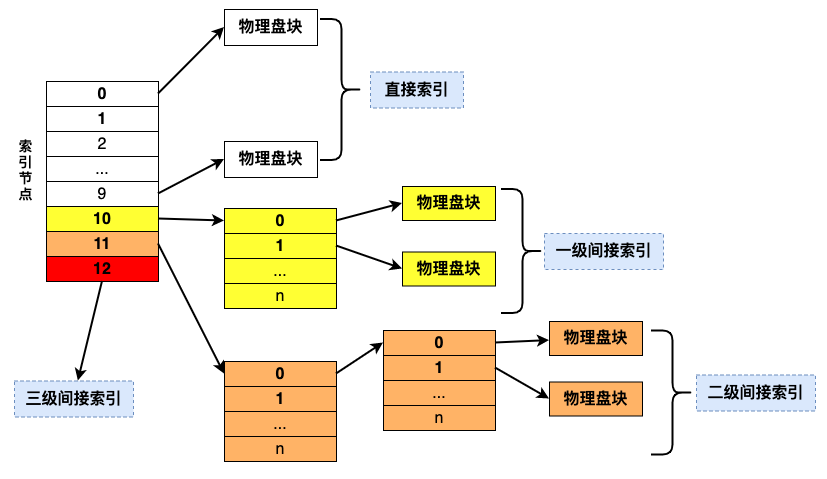 物理盘块
直接索引
物理盘块
索引节点
0
1
2
...
9
10
11
12
三级间接索引
0
1
...
n
物理盘块
物理盘块
一级间接索引
0
1
...
n
0
1
...
n
物理盘块
物理盘块
二级间接索引